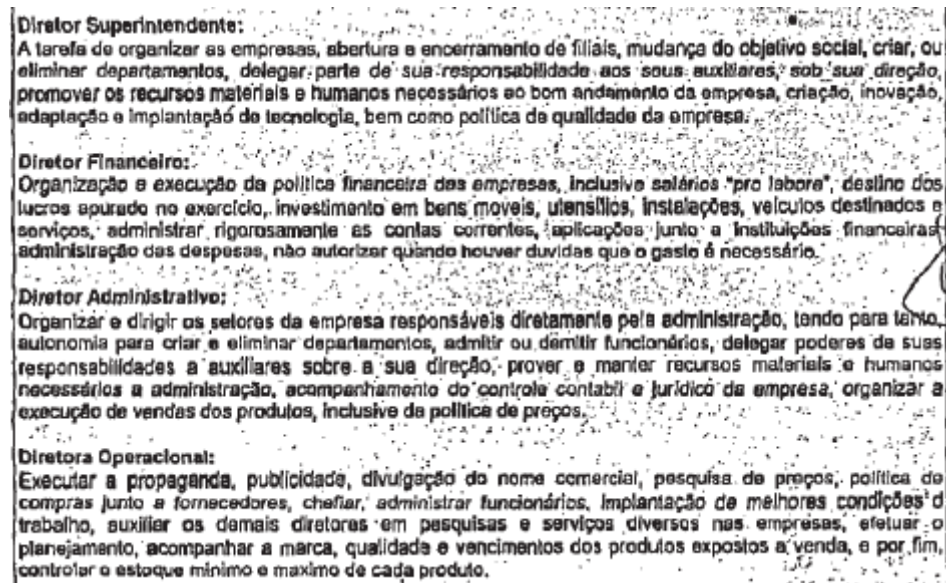 Diretor Superintendente:
A tarefa de organizar as empresas, abertura e encerramento de filiais, mudança do objetivo social, criar, ou
eliminar departamentos, delegar parte de sua responsabilidade aos seus auxiliares, sob sua direção,
promover os recursos materiais e humanos necessários ao bom andamento da empresa, criação, inovação,
adaptação e implantação de tecnologia, bem como política de qualidade da empresa.
Diretor Financeiro:
Organização e execução da política financeira das empresas, inclusive salários "pro labore", destino dos
lucros apurado no exercício, investimento em bens moveis, utensílios, instalações, veículos destinados e
serviços, administrar rigorosamente as contas correntes, aplicações junto a instituições financeiras,
administração das despesas, não autorizar quando houver duvidas que o gasto é necessário.
Diretor Administrativo:
Organizar e dirigir os setores da empresa responsáveis diretamente pela administração, tendo para tanto,
autonomia para criar e eliminar departamentos, admitir ou demitir funcionários, delegar poderes de suas
responsabilidades a auxiliares sobre a sua direção, prover e manter recursos materiais e humanos
necessários a administração, acompanhamento do controle contabil e jurídico da empresa, organizar a
execução de vendas dos produtos, inclusive da política de preços.
Diretora Operacional:
Executar a propaganda, publicidade, divulgação do nome comercial, pesquisa de preços, política de
compras junto a fornecedores, chefiar, administrar funcionários, implantação de melhores condições d
trabalho, auxiliar os demais diretores em pesquisas e serviços diversos nas empresas, efetuar o
planejamento, acompanhar a marca, qualidade e vencimentos dos produtos expostos a venda, e por fim,
controlar o estoque minimo e maximo de cada produto.